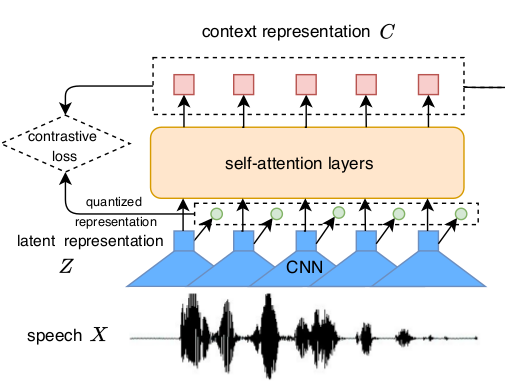 context representation C
contrastive
loss
self-attention layers
quantized
representation
latent representation
Z
CNN
speech X